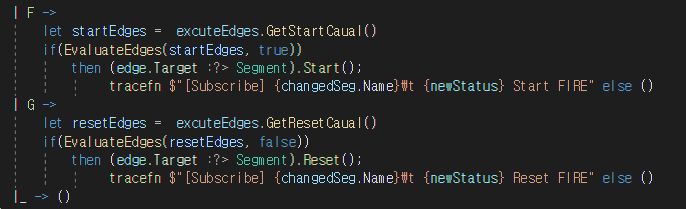 | F ->
    let startEdges =  excuteEdges.GetStartCaual()
    if(EvaluateEdges(startEdges, true))
        then (edge.Target :?> Segment).Start();
             tracefn $"[Subscribe] {changedSeg.Name}₩t {newStatus} Start FIRE" else ()
| G ->
    let resetEdges =  excuteEdges.GetResetCaual()
    if(EvaluateEdges(resetEdges, false))
        then (edge.Target :?> Segment).Reset();
             tracefn $"[Subscribe] {changedSeg.Name}₩t {newStatus} Reset FIRE" else ()
|_ -> ()